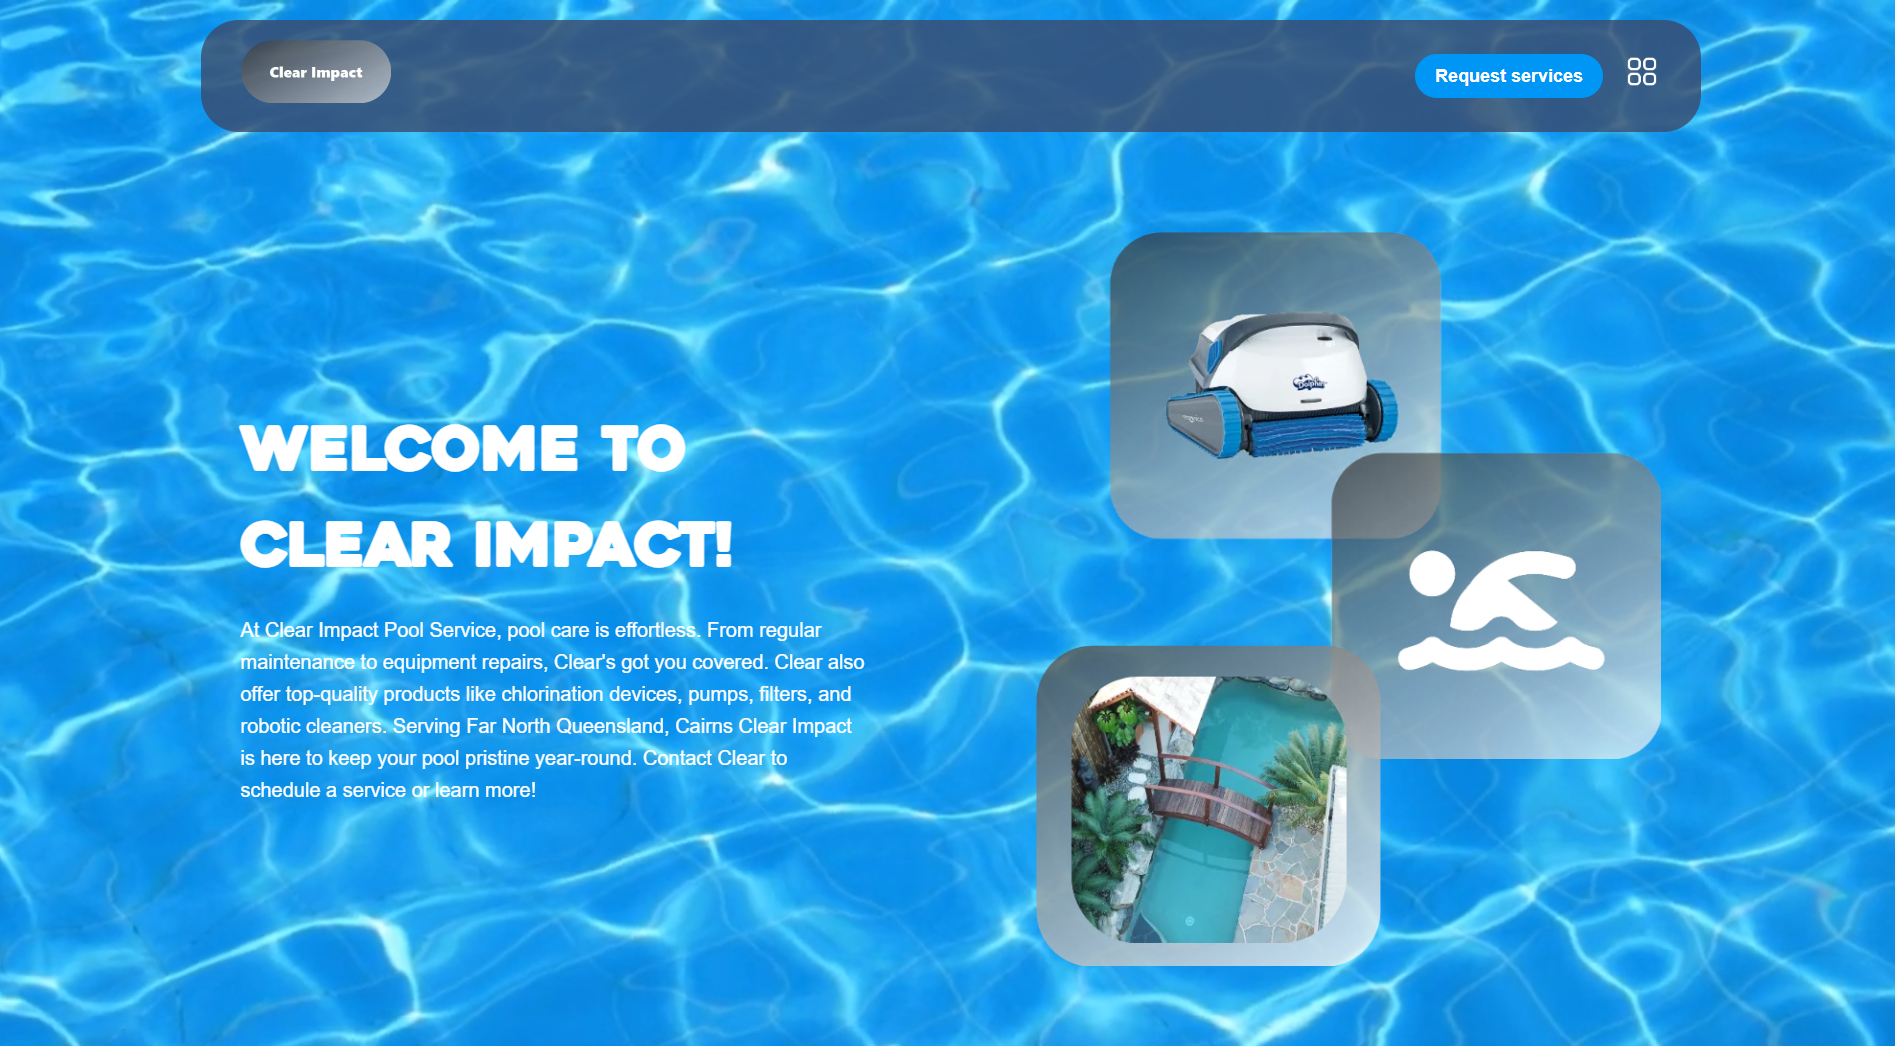 Clear Impact
Request services
WELCOME TO
CLEAR IMPACT!
At Clear Impact Pool Service, pool care is effortless. From regular
maintenance to equipment repairs, Clear's got you covered. Clear also
offer top-quality products like chlorination devices, pumps, filters, and
robotic cleaners. Serving Far North Queensland, Cairns Clear Impact
is here to keep your pool pristine year-round. Contact Clear to
schedule a service or learn more!
Dolphin